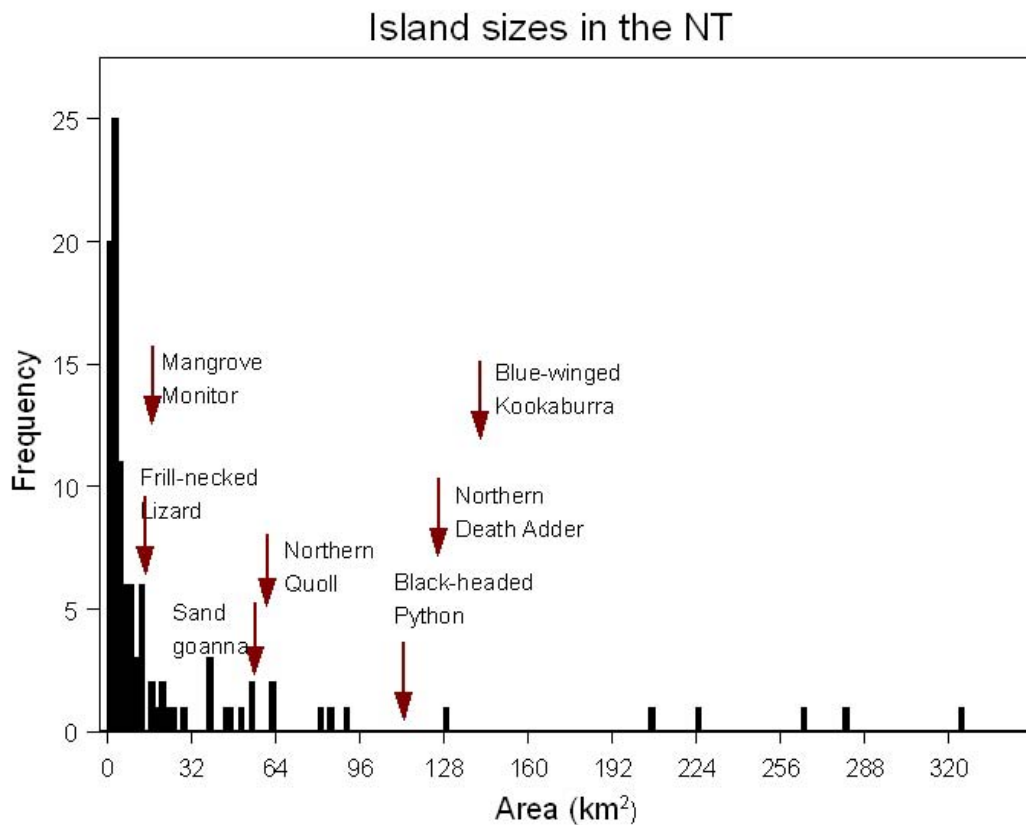 Island sizes in the NT
25
20
15
10
5
0
Frequency
Mangrove
Monitor
Blue-winged
Kookaburra
Frill-necked
Lizard
Northern
Death Adder
Northern
Quoll
Black-headed
Python
Sand
goanna
0 32 64 96 128 160 192 224 256 288 320
Area (km²)